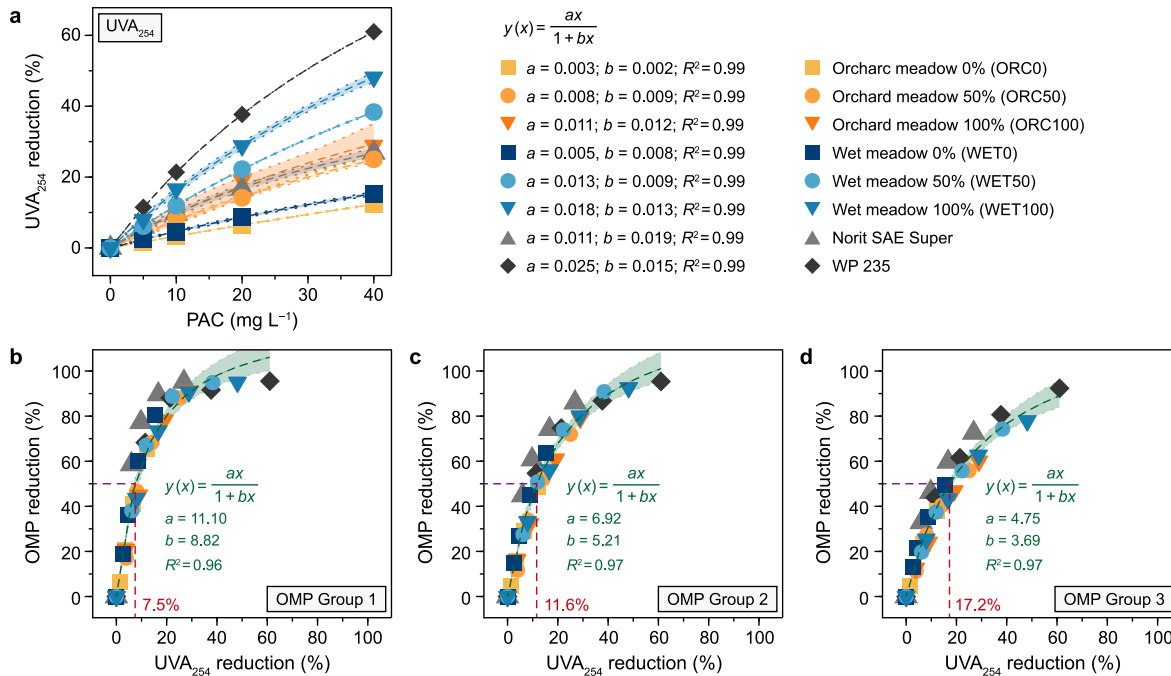 a
UVA254
UVA254 reduction (%)
60
40
20
0
0 10 20 30 40
PAC (mg L−1)
y(x) = ax / 1 + bx
a = 0.003; b = 0.002; R2 = 0.99
a = 0.008; b = 0.009; R2 = 0.99
a = 0.011; b = 0.012; R2 = 0.99
a = 0.005, b = 0.008; R2 = 0.99
a = 0.013; b = 0.009; R2 = 0.99
a = 0.018; b = 0.013; R2 = 0.99
a = 0.011; b = 0.019; R2 = 0.99
a = 0.025; b = 0.015; R2 = 0.99
Orcharc meadow 0% (ORC0)
Orchard meadow 50% (ORC50)
Orchard meadow 100% (ORC100)
Wet meadow 0% (WET0)
Wet meadow 50% (WET50)
Wet meadow 100% (WET100)
Norit SAE Super
WP 235
b
OMP reduction (%)
100
80
60
40
20
0
y(x) = ax / 1 + bx
a = 11.10
b = 8.82
R2 = 0.96
7.5%
OMP Group 1
0 20 40 60 80 100
UVA254 reduction (%)
c
OMP reduction (%)
100
80
60
40
20
0
y(x) = ax / 1 + bx
a = 6.92
b = 5.21
R2 = 0.97
11.6%
OMP Group 2
0 20 40 60 80 100
UVA254 reduction (%)
d
OMP reduction (%)
100
80
60
40
20
0
y(x) = ax / 1 + bx
a = 4.75
b = 3.69
R2 = 0.97
17.2%
OMP Group 3
0 20 40 60 80 100
UVA254 reduction (%)